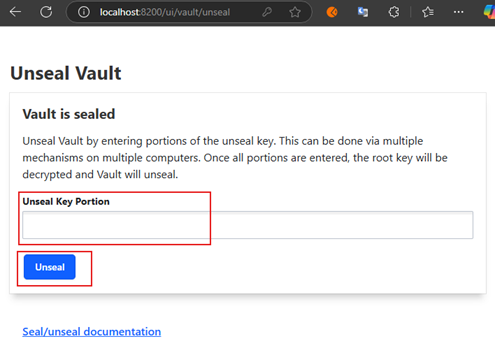 localhost:8200/ui/vault/unseal
Unseal Vault
Vault is sealed
Unseal Vault by entering portions of the unseal key. This can be done via multiple
mechanisms on multiple computers. Once all portions are entered, the root key will be
decrypted and Vault will unseal.
Unseal Key Portion
Unseal
Seal/unseal documentation